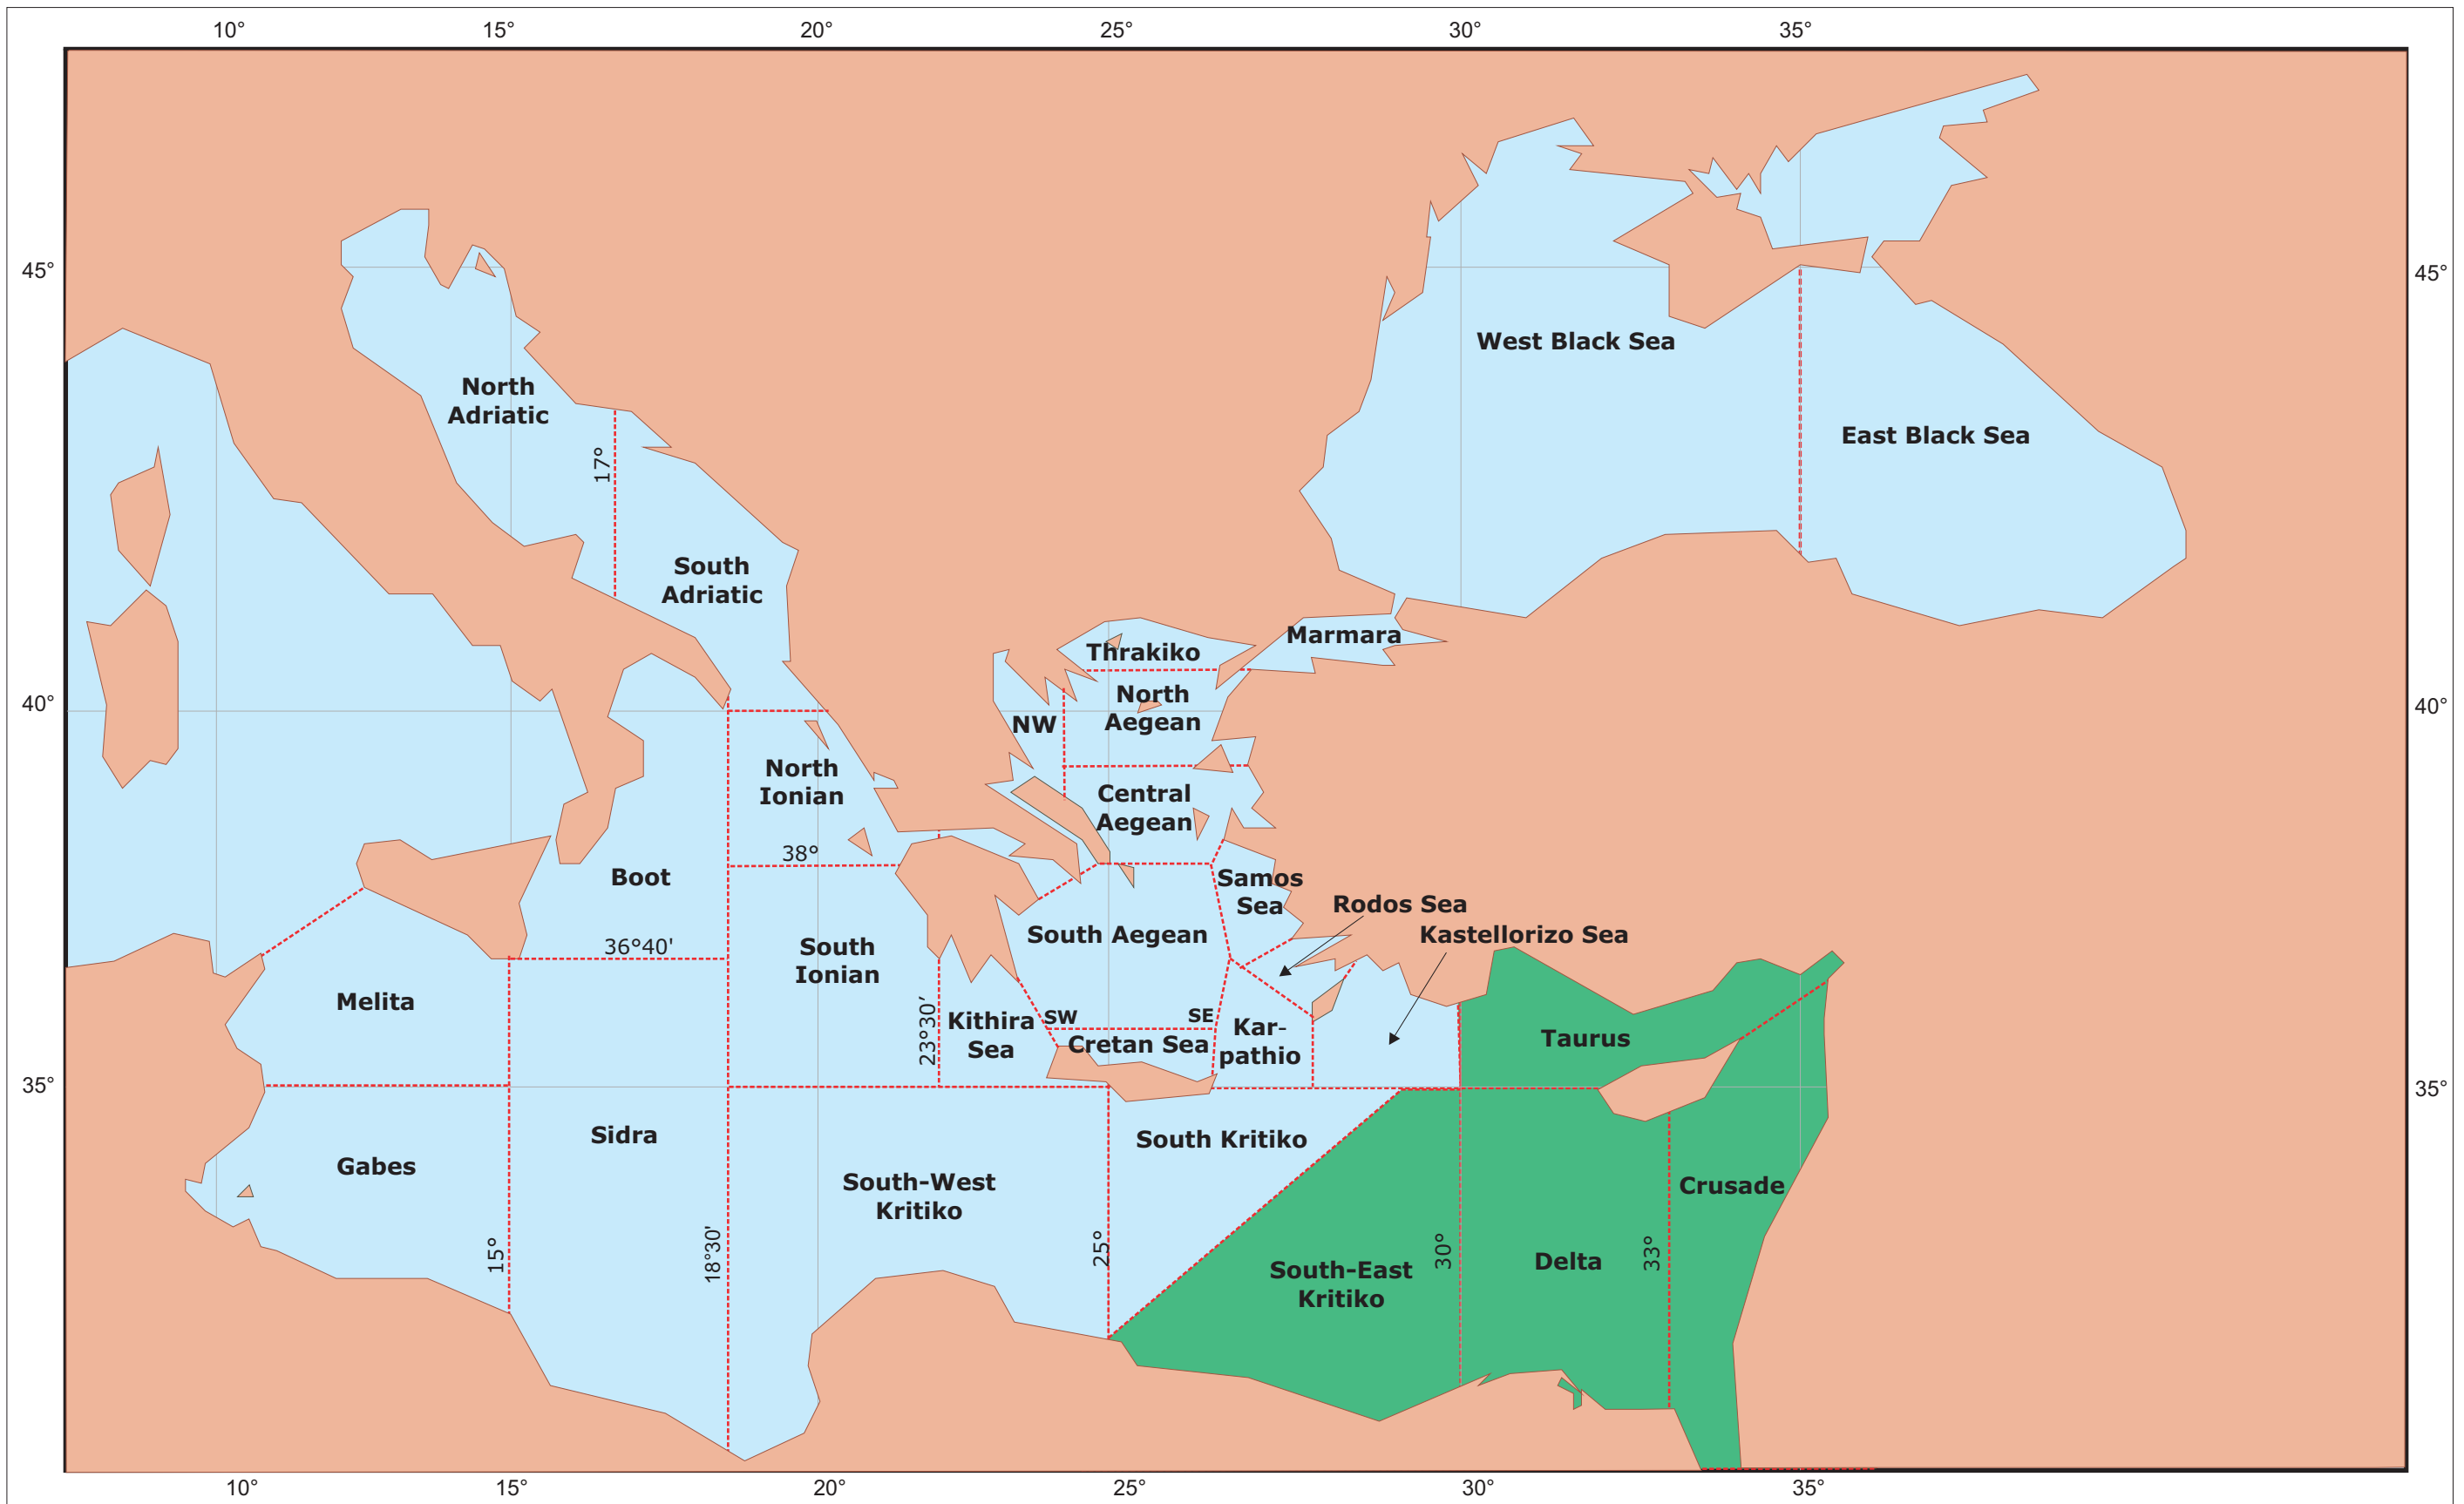 10°
15°
20°
25°
30°
35°
45°
45°
West Black Sea
North
Adriatic
East Black Sea
17°
South
Adriatic
Marmara
Thrakiko
North
Aegean
NW
40°
40°
North
Ionian
Central
Aegean
38°
Boot
Samos
Sea
Rodos Sea
Kastellorizo Sea
South Aegean
36°40'
South
Ionian
Melita
23°30’
Kithira
Sea
SW
SE
Cretan Sea
Kar-
pathio
Taurus
35°
35°
Sidra
South Kritiko
Gabes
South-West
Kritiko
Crusade
15°
18°30'
25°
30°
33°
South-East
Kritiko
Delta
10°
15°
20°
25°
30°
35°